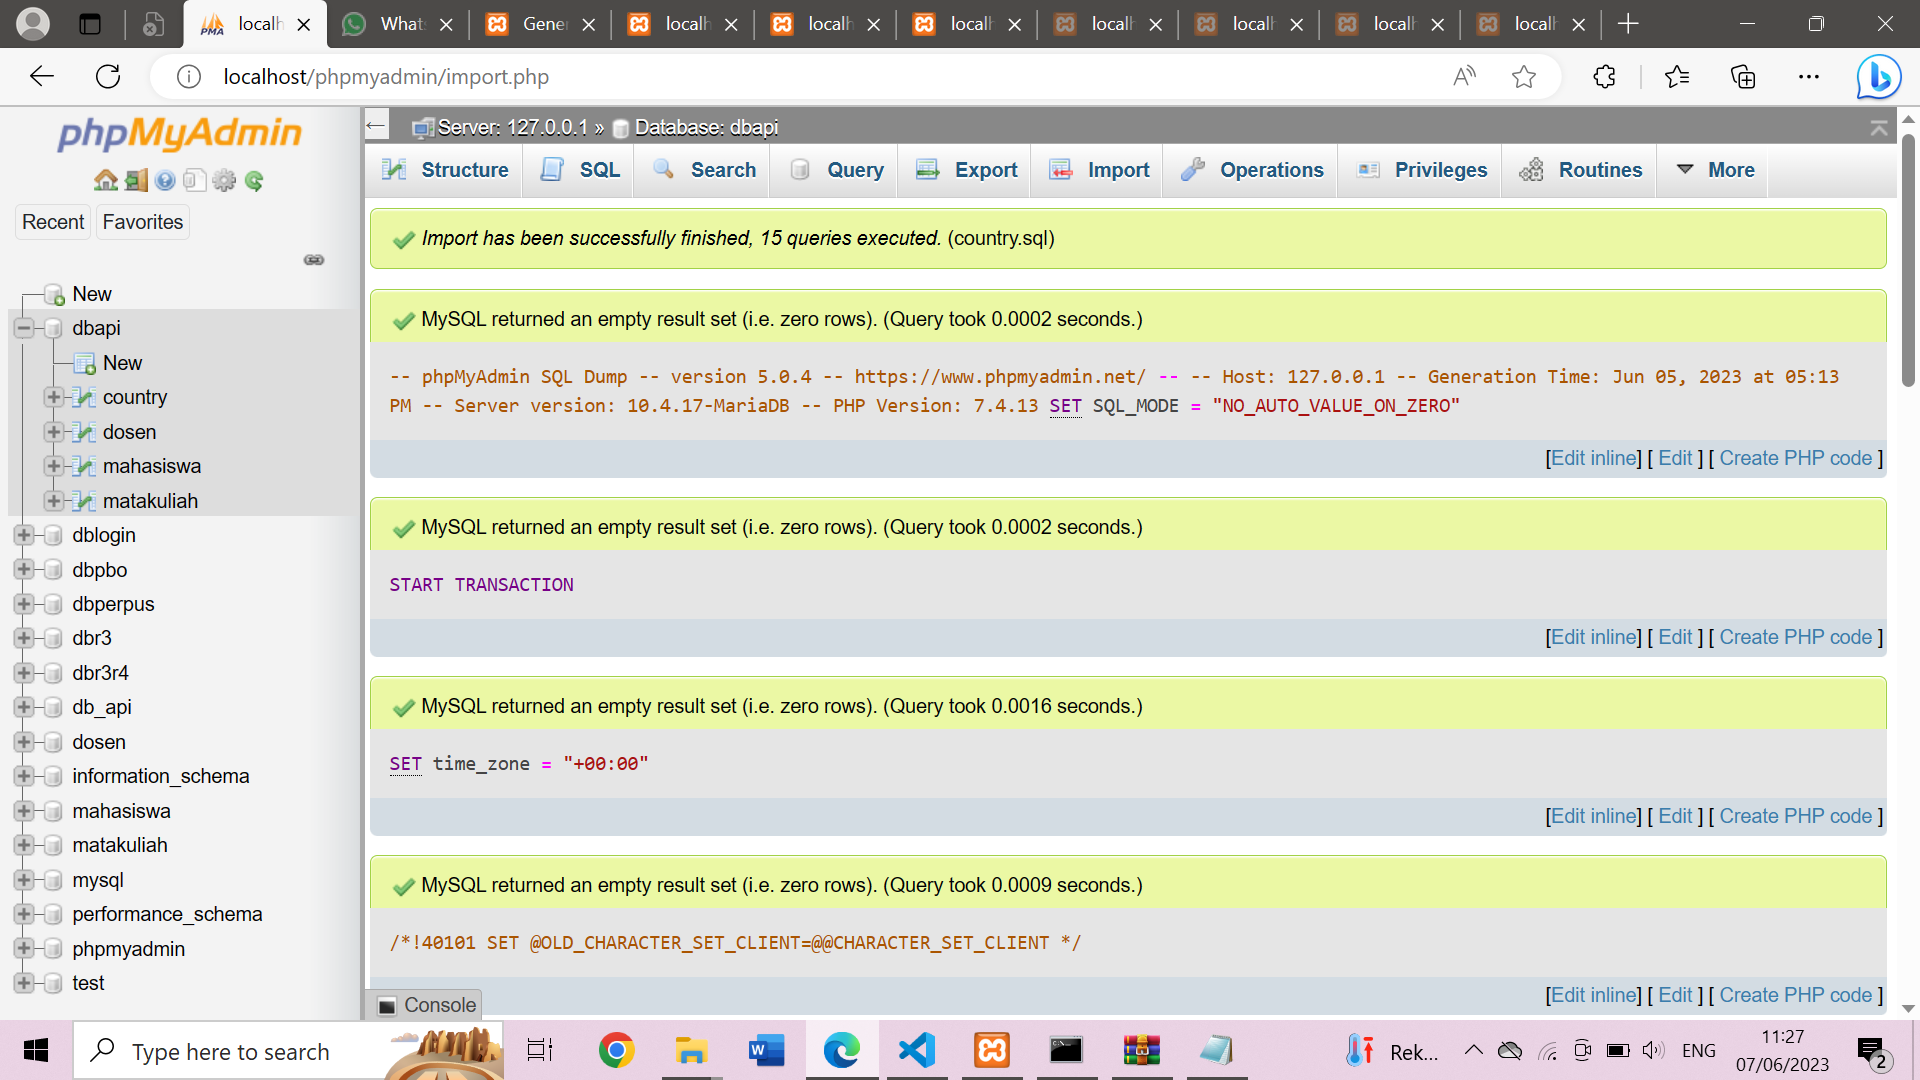 localh
What:
Gene
localh
localh
localh
localh
localh
localh
localh
localhost/phpmyadmin/import.php
phpMyAdmin
Recent Favorites
New
dbapi
New
country
dosen
mahasiswa
matakuliah
dblogin
dbpbo
dbperpus
dbr3
dbr3r4
db_api
dosen
information_schema
mahasiswa
matakuliah
mysql
performance_schema
phpmyadmin
test
Server: 127.0.0.1 » Database: dbapi
Structure SQL Search Query Export Import Operations Privileges Routines More
Import has been successfully finished, 15 queries executed. (country.sql)
MySQL returned an empty result set (i.e. zero rows). (Query took 0.0002 seconds.)
-- phpMyAdmin SQL Dump -- version 5.0.4 -- https://www.phpmyadmin.net/ -- -- Host: 127.0.0.1 -- Generation Time: Jun 05, 2023 at 05:13
PM -- Server version: 10.4.17-MariaDB -- PHP Version: 7.4.13 SET SQL_MODE = "NO_AUTO_VALUE_ON_ZERO"
[Edit inline] [ Edit ] [ Create PHP code ]
MySQL returned an empty result set (i.e. zero rows). (Query took 0.0002 seconds.)
START TRANSACTION
[Edit inline] [ Edit ] [ Create PHP code ]
MySQL returned an empty result set (i.e. zero rows). (Query took 0.0016 seconds.)
SET time_zone = "+00:00"
[Edit inline] [ Edit ] [ Create PHP code ]
MySQL returned an empty result set (i.e. zero rows). (Query took 0.0009 seconds.)
/*!40101 SET @OLD_CHARACTER_SET_CLIENT=@@CHARACTER_SET_CLIENT */
[Edit inline] [ Edit ] [ Create PHP code ]
Console
Type here to search
Rek...
ENG
11:27
07/06/2023
2